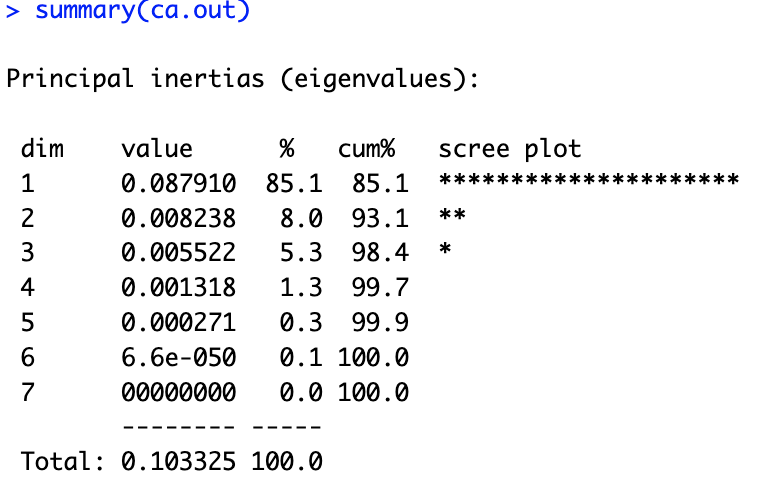 > summary(ca.out)
Principal inertias (eigenvalues):
dim    value      %   cum%   scree plot
1      0.087910  85.1  85.1  *********************
2      0.008238   8.0  93.1  **
3      0.005522   5.3  98.4  *
4      0.001318   1.3  99.7
5      0.000271   0.3  99.9
6      6.6e-050   0.1 100.0
7      00000000   0.0 100.0
       -------- -----
Total: 0.103325 100.0